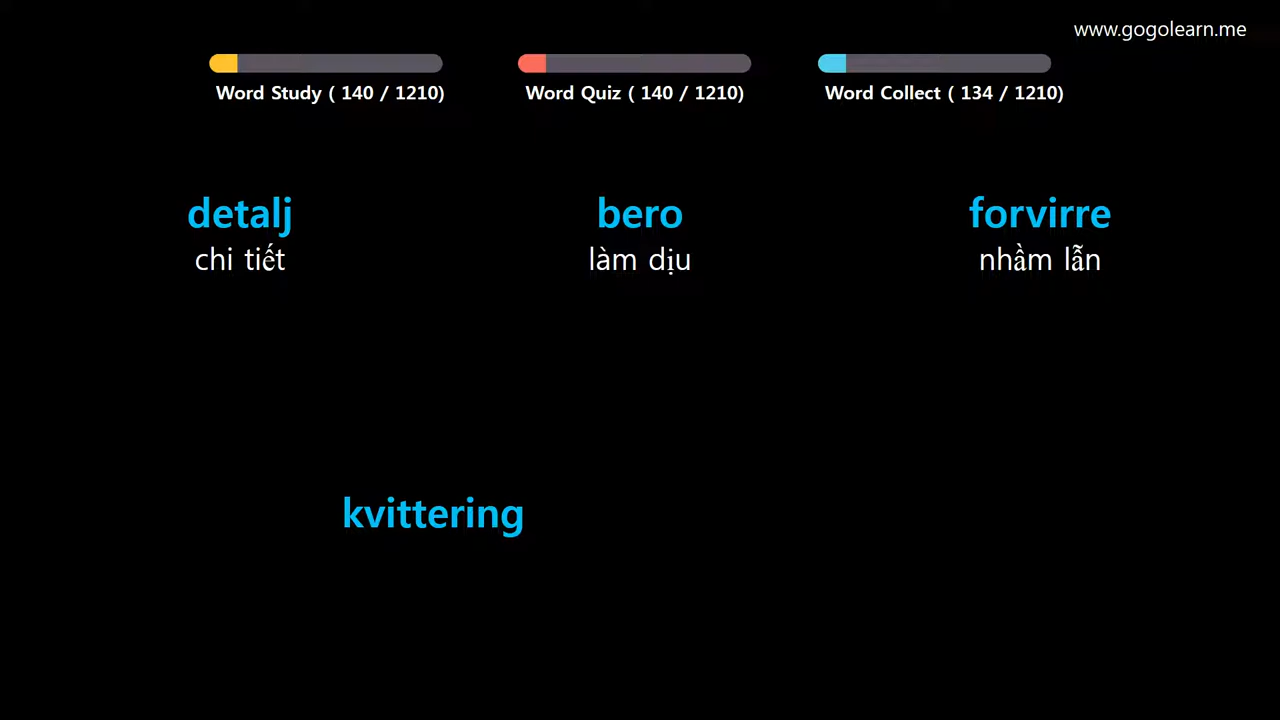 www.gogolearn.me
Word Study ( 140 / 1210)
Word Quiz ( 140 / 1210)
Word Collect ( 134 / 1210)
detalj
chi tiết
bero
làm dịu
forvirre
nhầm lẫn
kvittering